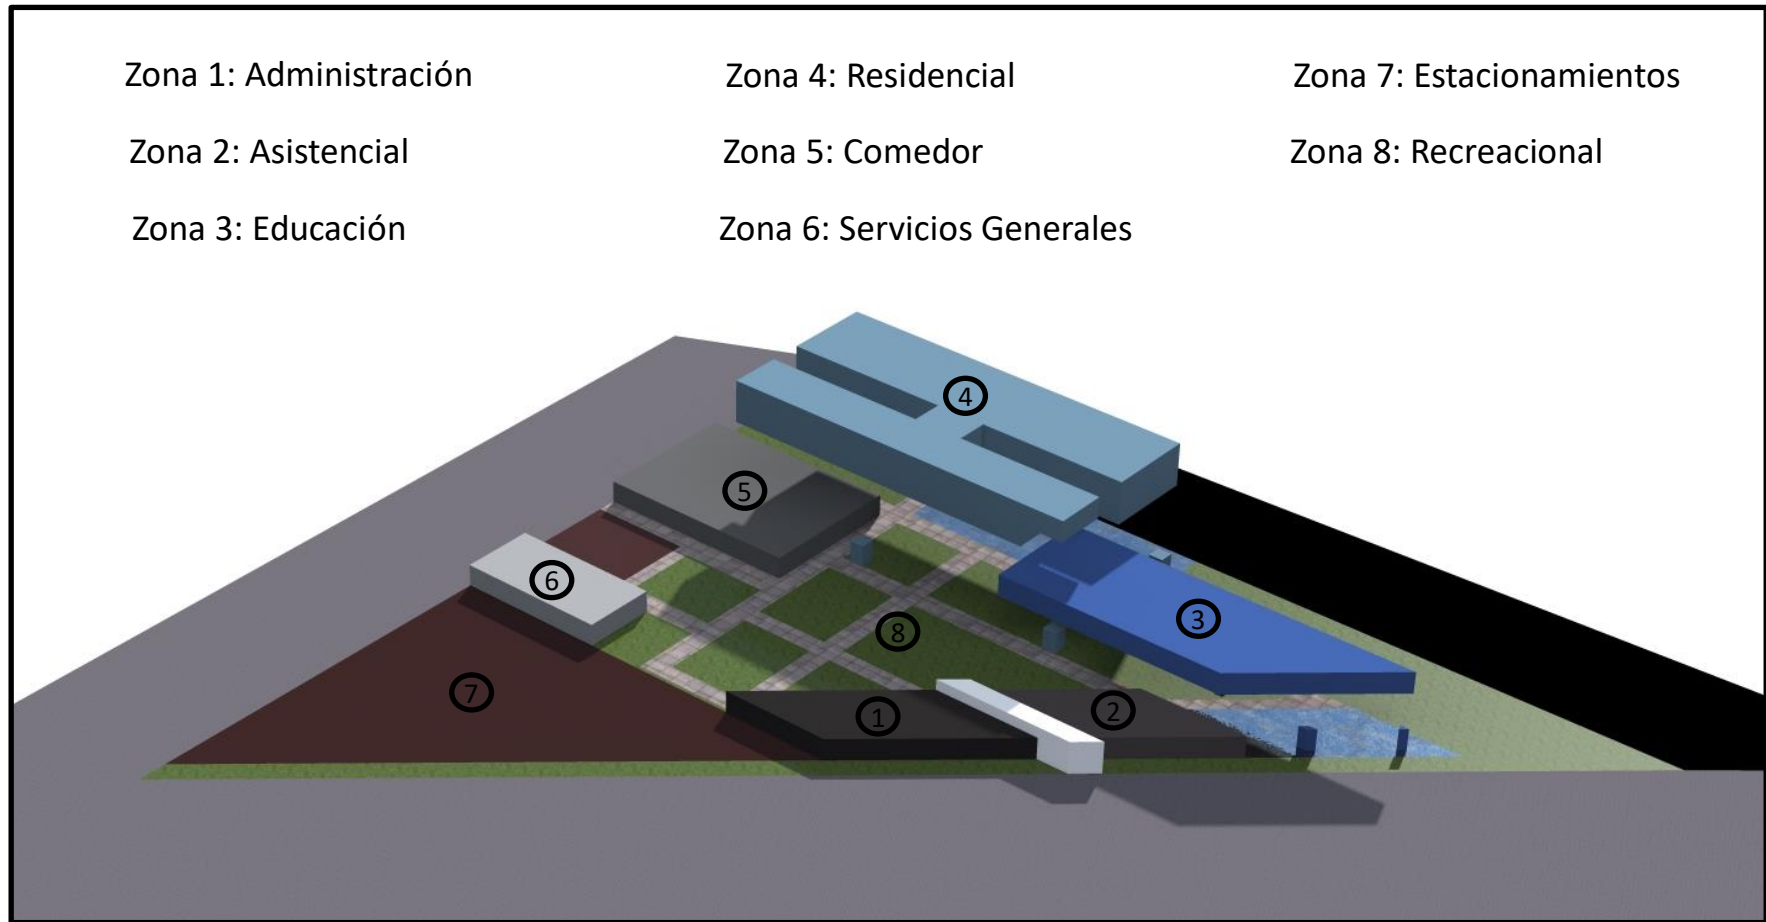 Zona 1: Administración
Zona 2: Asistencial
Zona 3: Educación
Zona 4: Residencial
Zona 5: Comedor
Zona 6: Servicios Generales
Zona 7: Estacionamientos
Zona 8: Recreacional
4
5
6
3
8
7
1
2